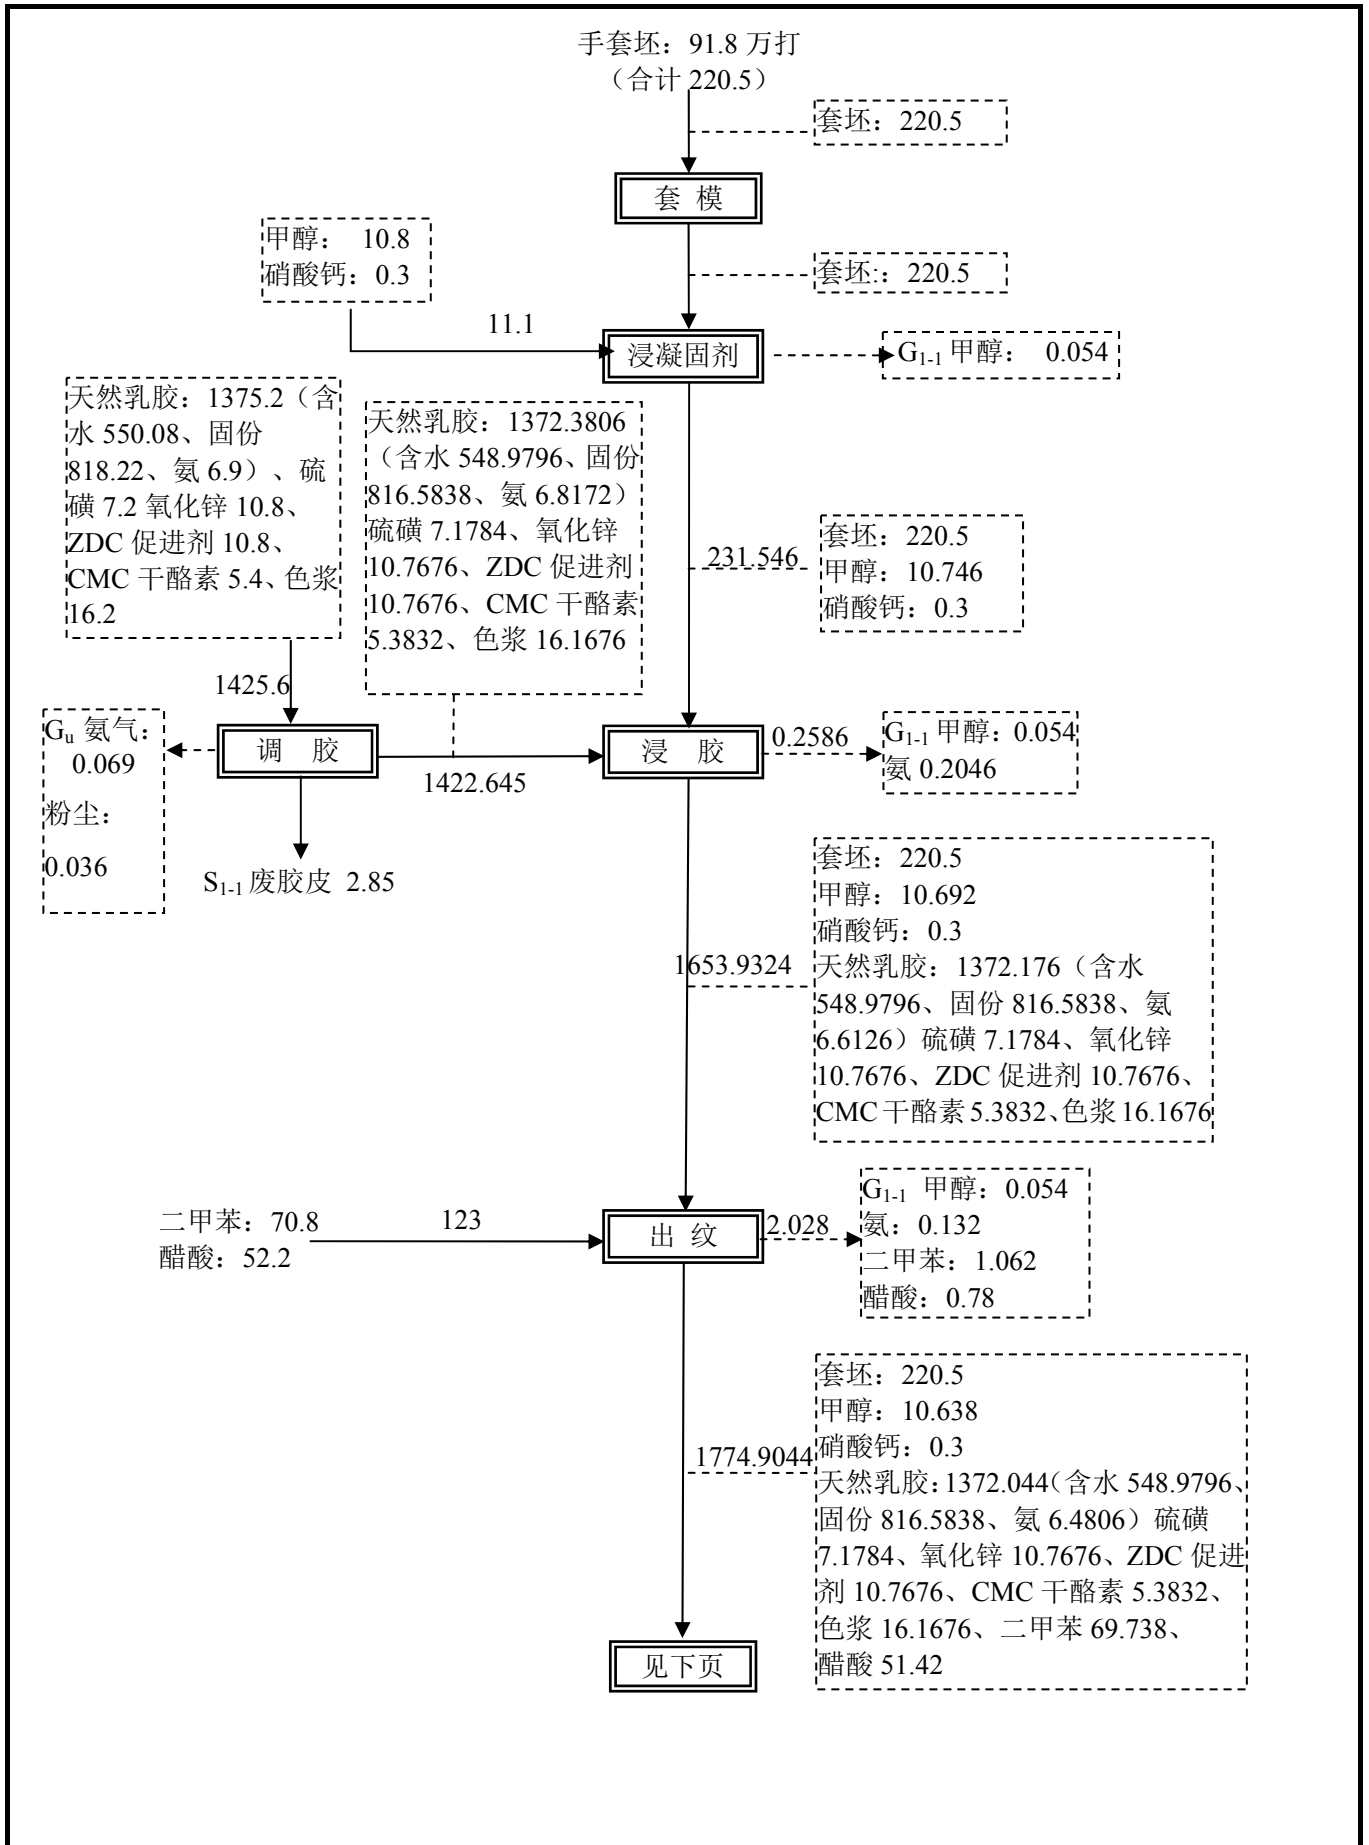 手套坯：91.8 万打
（合计 220.5）
套坯：220.5
套 模
甲醇： 10.8
硝酸钙：0.3
套坯:：220.5
11.1
浸凝固剂
G1-1 甲醇： 0.054
天然乳胶：1375.2（含
水 550.08、固份
818.22、氨 6.9）、硫
磺 7.2 氧化锌 10.8、
ZDC 促进剂 10.8、
CMC 干酪素 5.4、色浆
16.2
天然乳胶：1372.3806
（含水 548.9796、固份
816.5838、氨 6.8172）
硫磺 7.1784、氧化锌
10.7676、ZDC 促进剂
10.7676、CMC 干酪素
5.3832、色浆 16.1676
231.546
套坯：220.5
甲醇：10.746
硝酸钙：0.3
1425.6
Gu 氨气：
0.069
粉尘：
0.036
调 胶
1422.645
浸 胶
0.2586
G1-1 甲醇：0.054
氨 0.2046
S1-1 废胶皮 2.85
1653.9324
套坯：220.5
甲醇：10.692
硝酸钙：0.3
天然乳胶：1372.176（含水
548.9796、固份 816.5838、氨
6.6126）硫磺 7.1784、氧化锌
10.7676、ZDC 促进剂 10.7676、
CMC 干酪素 5.3832、色浆 16.1676
二甲苯：70.8
醋酸：52.2
123
出 纹
2.028
G1-1 甲醇：0.054
氨：0.132
二甲苯：1.062
醋酸：0.78
1774.9044
套坯：220.5
甲醇：10.638
硝酸钙：0.3
天然乳胶：1372.044（含水 548.9796、
固份 816.5838、氨 6.4806）硫磺
7.1784、氧化锌 10.7676、ZDC 促进
剂 10.7676、CMC 干酪素 5.3832、
色浆 16.1676、二甲苯 69.738、
醋酸 51.42
见下页